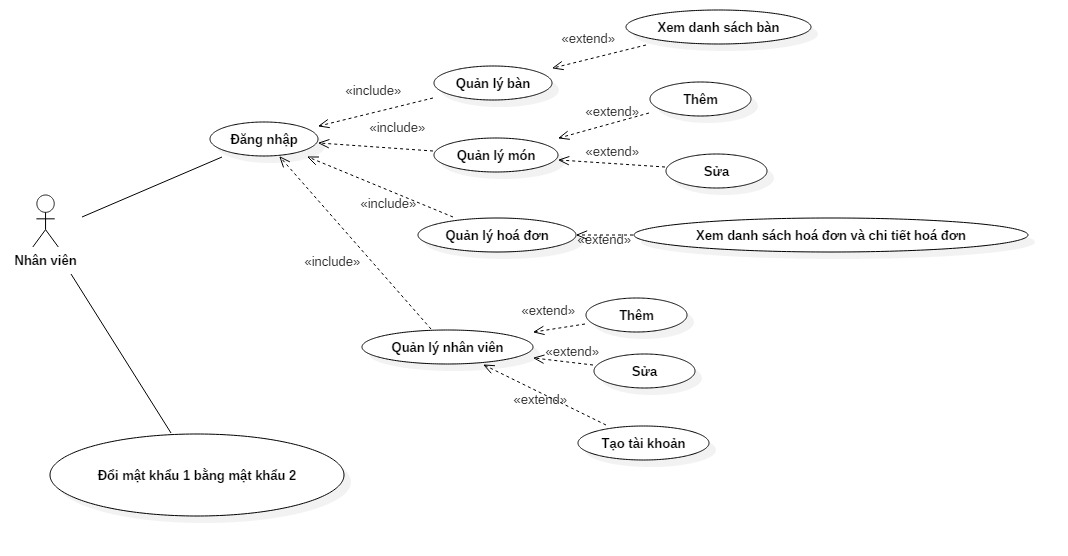 Xem danh sách bàn
«extend»
Quản lý bàn
«include»
Thêm
«extend»
«include»
Đăng nhập
Quản lý món
«extend»
Sửa
«include»
Quản lý hoá đơn
«extend»
Xem danh sách hoá đơn và chi tiết hoá đơn
Nhân viên
«include»
«extend»
Thêm
Quản lý nhân viên
«extend»
Sửa
«extend»
Tạo tài khoản
Đổi mật khẩu 1 bằng mật khẩu 2